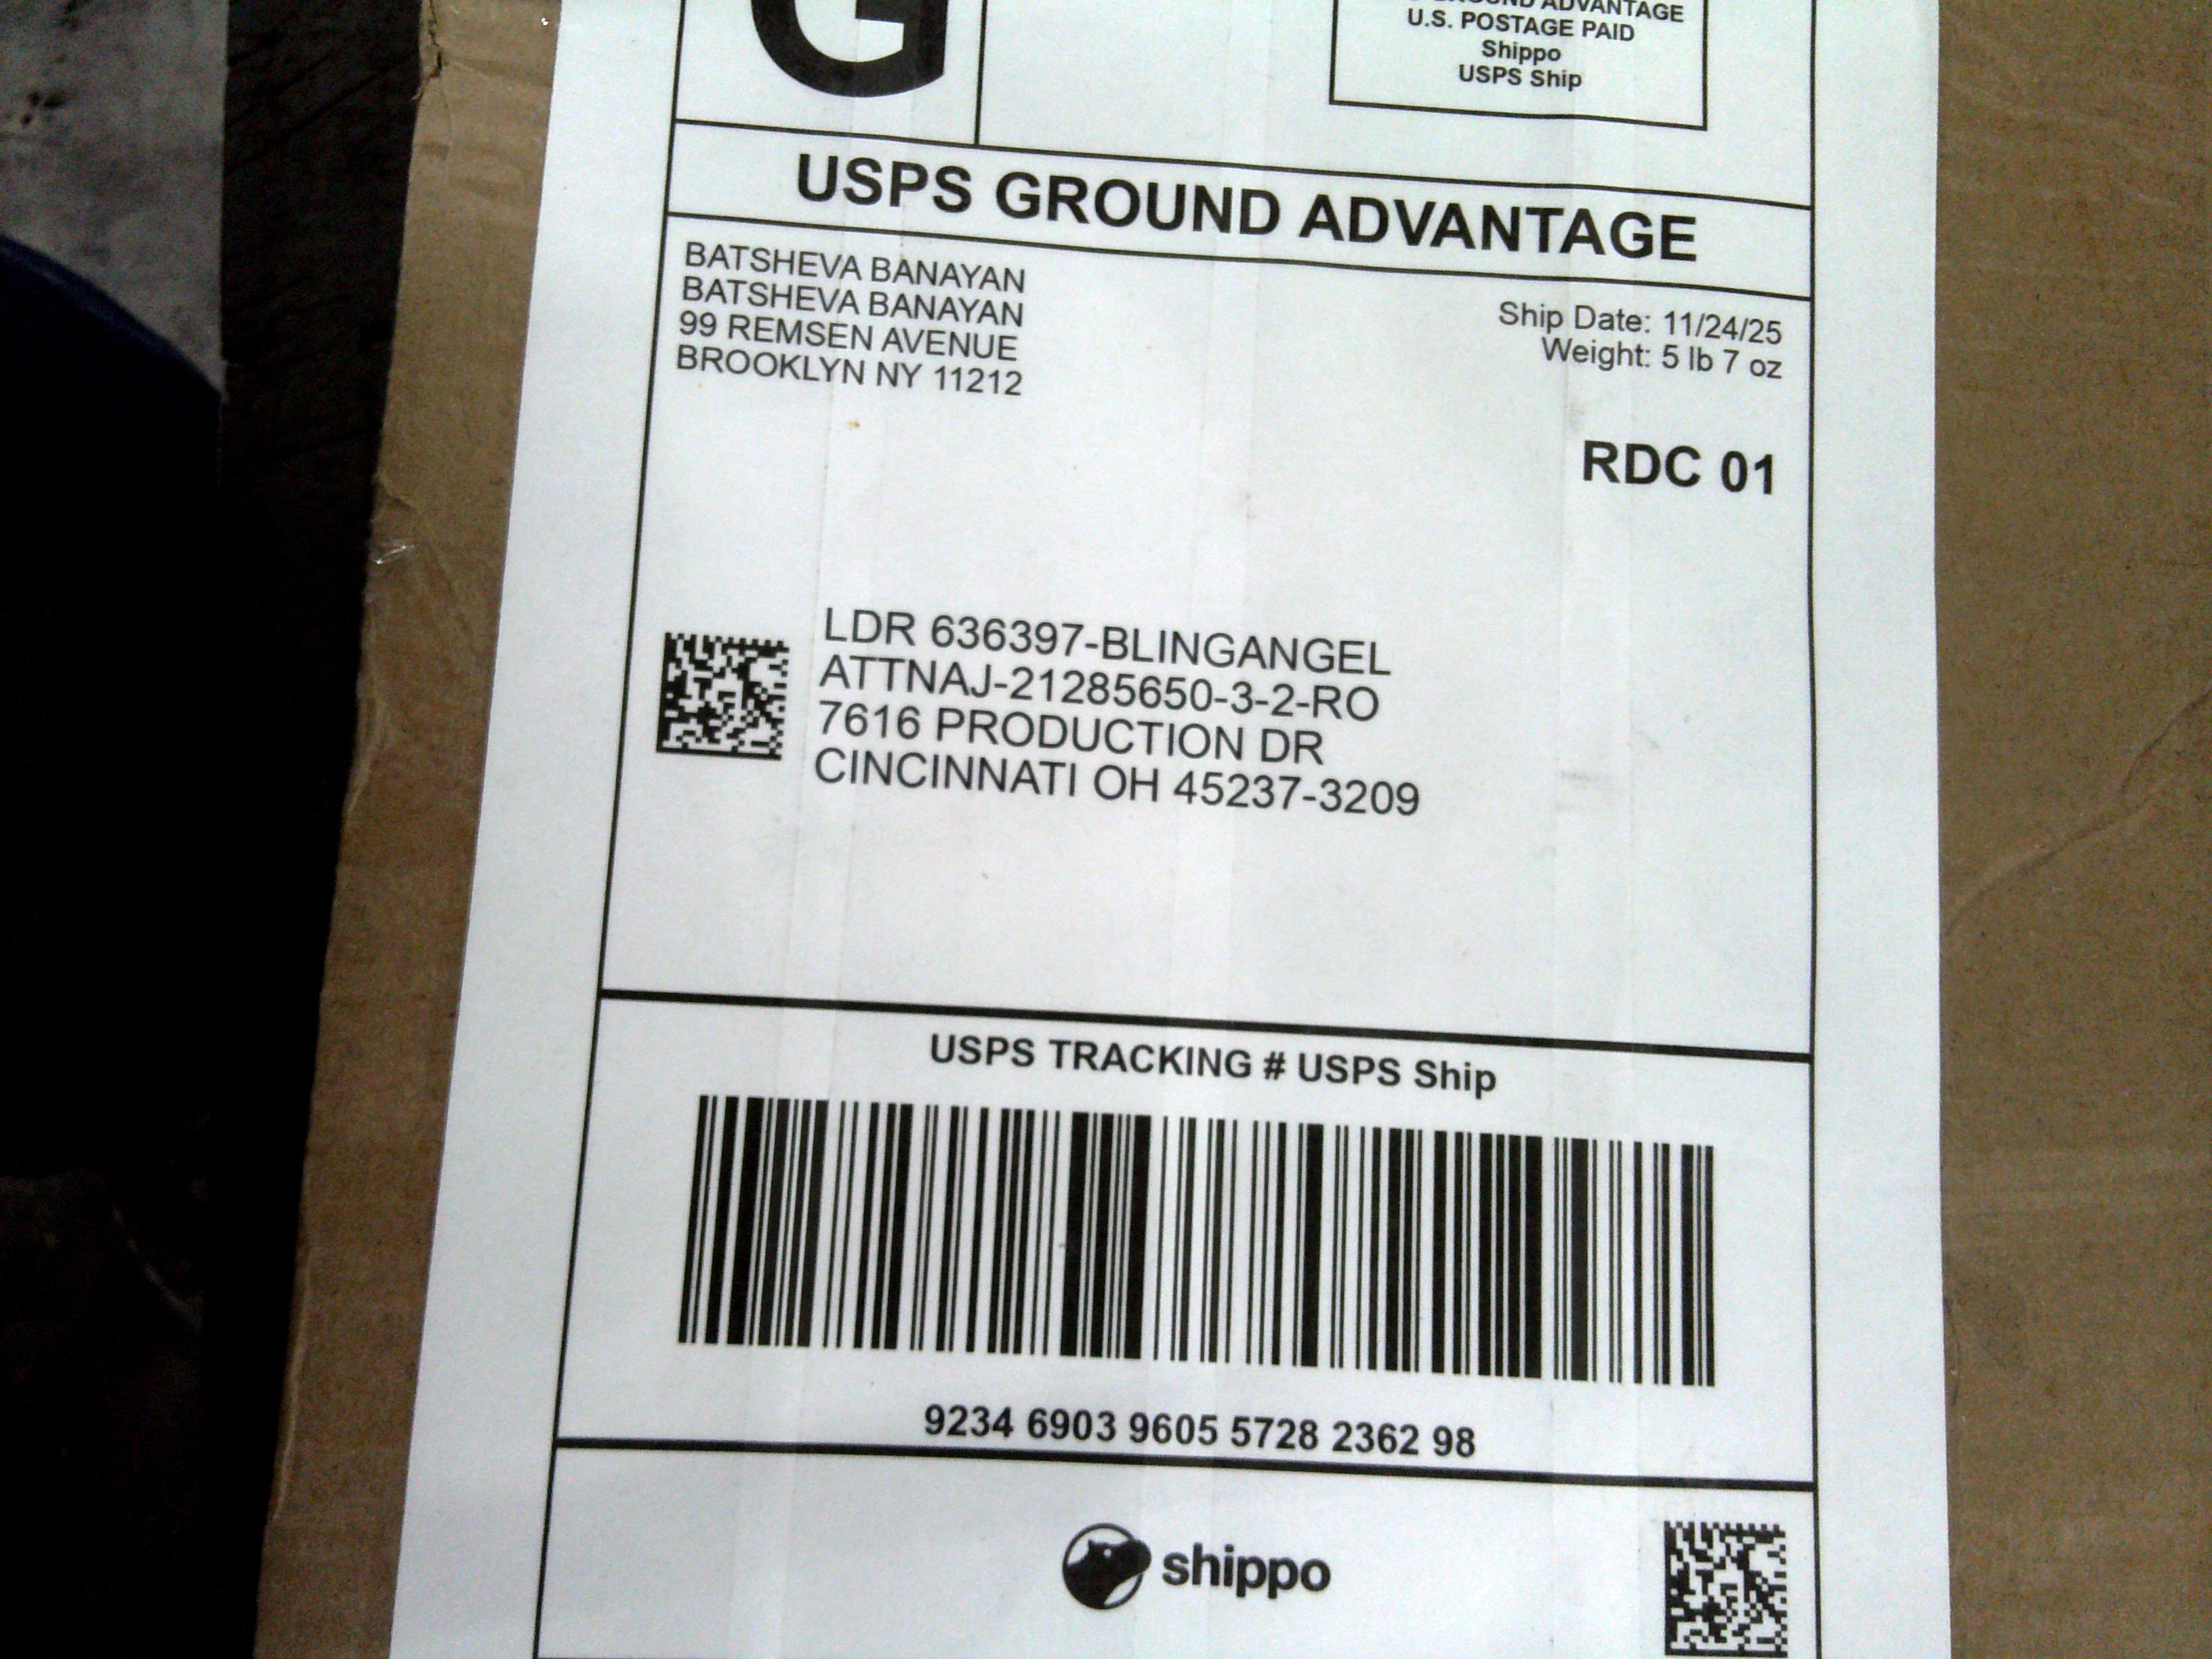 G
GROUND ADVANTAGE
U.S. POSTAGE PAID
Shippo
USPS Ship
USPS GROUND ADVANTAGE
BATSHEVA BANAYAN
BATSHEVA BANAYAN
99 REMSEN AVENUE
BROOKLYN NY 11212
Ship Date: 11/24/25
Weight: 5 lb 7 oz
RDC 01
LDR 636397-BLINGANGEL
ATTNAJ-21285650-3-2-RO
7616 PRODUCTION DR
CINCINNATI OH 45237-3209
USPS TRACKING # USPS Ship
9234 6903 9605 5728 2362 98
shippo